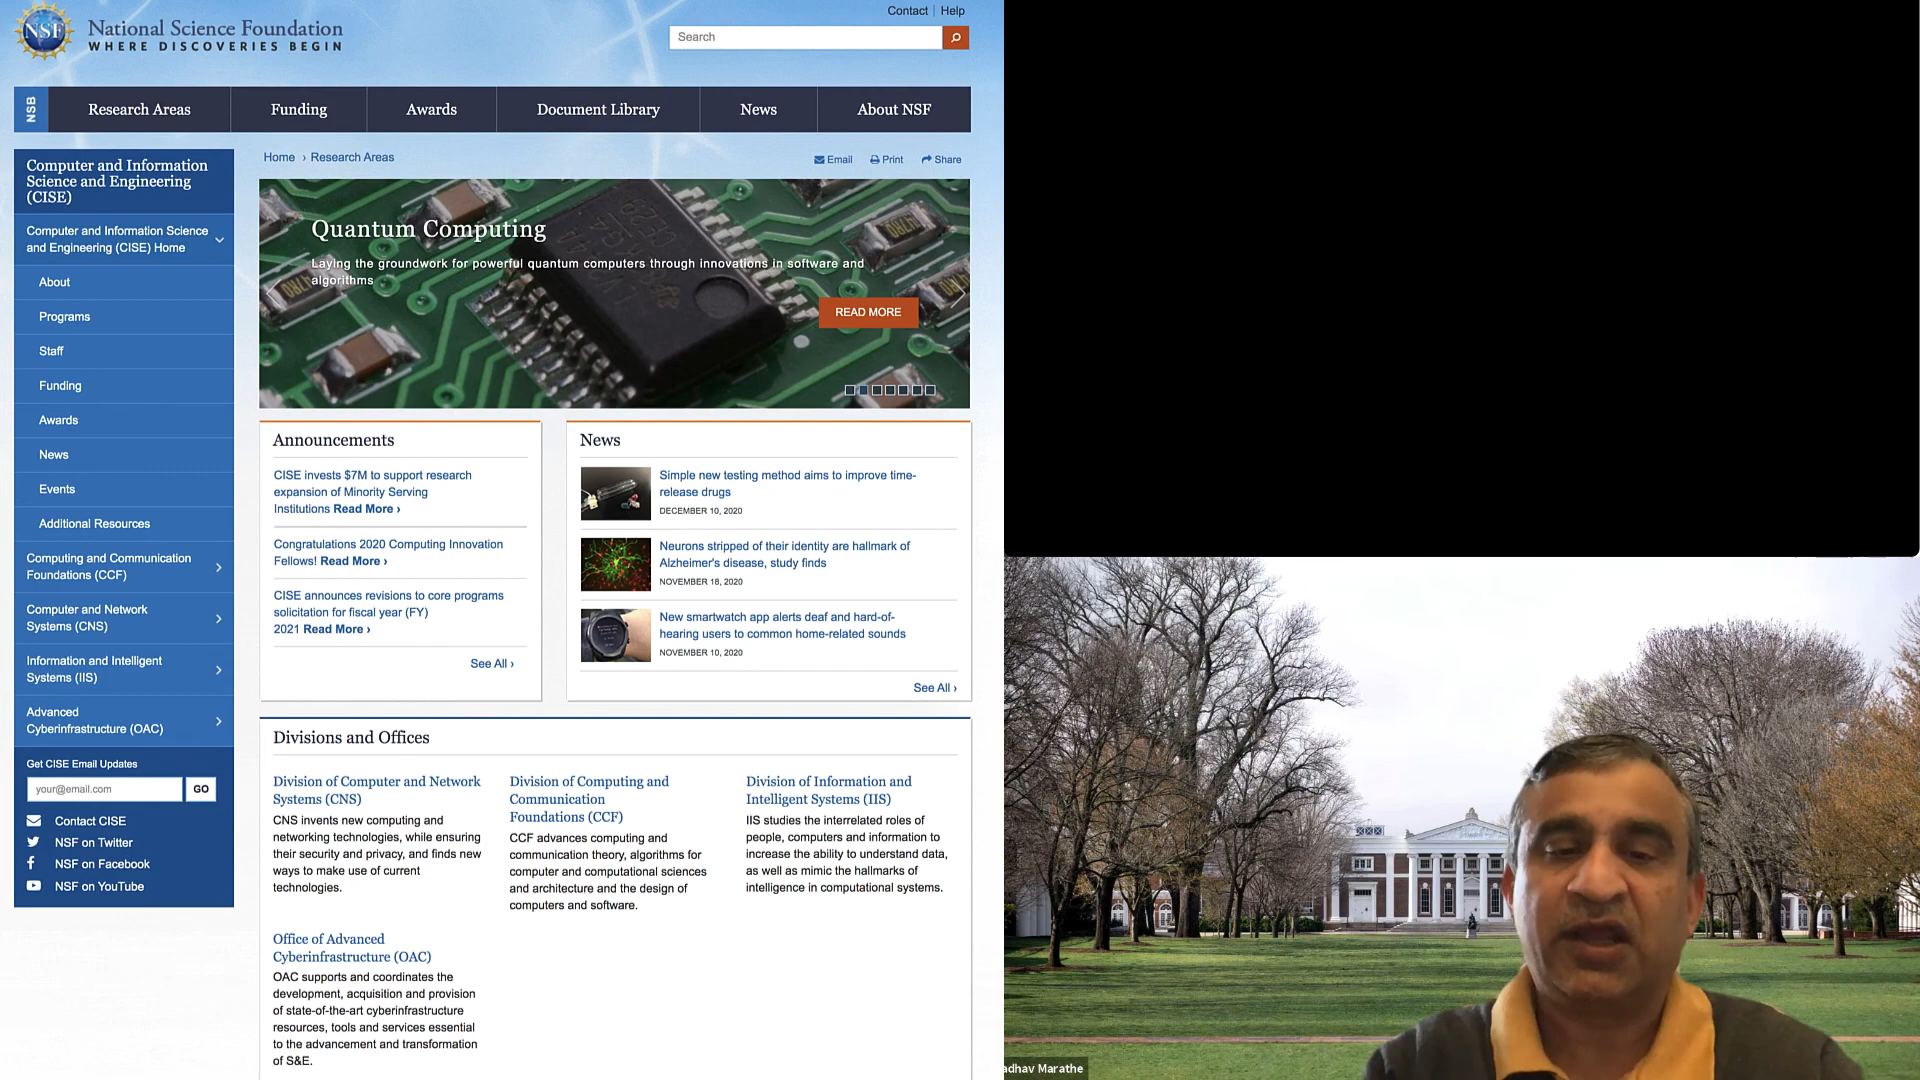 Contact | Help
NSF
National Science Foundation
WHERE DISCOVERIES BEGIN
Search
NSB
Research Areas
Funding
Awards
Document Library
News
About NSF
Computer and Information
Science and Engineering
(CISE)
Computer and Information Science
and Engineering (CISE) Home
About
Programs
Staff
Funding
Awards
News
Events
Additional Resources
Computing and Communication
Foundations (CCF)
Computer and Network
Systems (CNS)
Information and Intelligent
Systems (IIS)
Advanced
Cyberinfrastructure (OAC)
Get CISE Email Updates
your@email.com
GO
Contact CISE
NSF on Twitter
NSF on Facebook
NSF on YouTube
Home › Research Areas
Email Print Share
Quantum Computing
Laying the groundwork for powerful quantum computers through innovations in software and
algorithms
READ MORE
Announcements
CISE invests $7M to support research
expansion of Minority Serving
Institutions Read More ›
Congratulations 2020 Computing Innovation
Fellows! Read More ›
CISE announces revisions to core programs
solicitation for fiscal year (FY)
2021 Read More ›
See All ›
News
Simple new testing method aims to improve time-
release drugs
DECEMBER 10, 2020
Neurons stripped of their identity are hallmark of
Alzheimer's disease, study finds
NOVEMBER 18, 2020
New smartwatch app alerts deaf and hard-of-
hearing users to common home-related sounds
NOVEMBER 10, 2020
See All ›
Divisions and Offices
Division of Computer and Network
Systems (CNS)
CNS invents new computing and
networking technologies, while ensuring
their security and privacy, and finds new
ways to make use of current
technologies.
Division of Computing and
Communication
Foundations (CCF)
CCF advances computing and
communication theory, algorithms for
computer and computational sciences
and architecture and the design of
computers and software.
Division of Information and
Intelligent Systems (IIS)
IIS studies the interrelated roles of
people, computers and information to
increase the ability to understand data,
as well as mimic the hallmarks of
intelligence in computational systems.
Office of Advanced
Cyberinfrastructure (OAC)
OAC supports and coordinates the
development, acquisition and provision
of state-of-the-art cyberinfrastructure
resources, tools and services essential
to the advancement and transformation
of S&E.
adhav Marathe